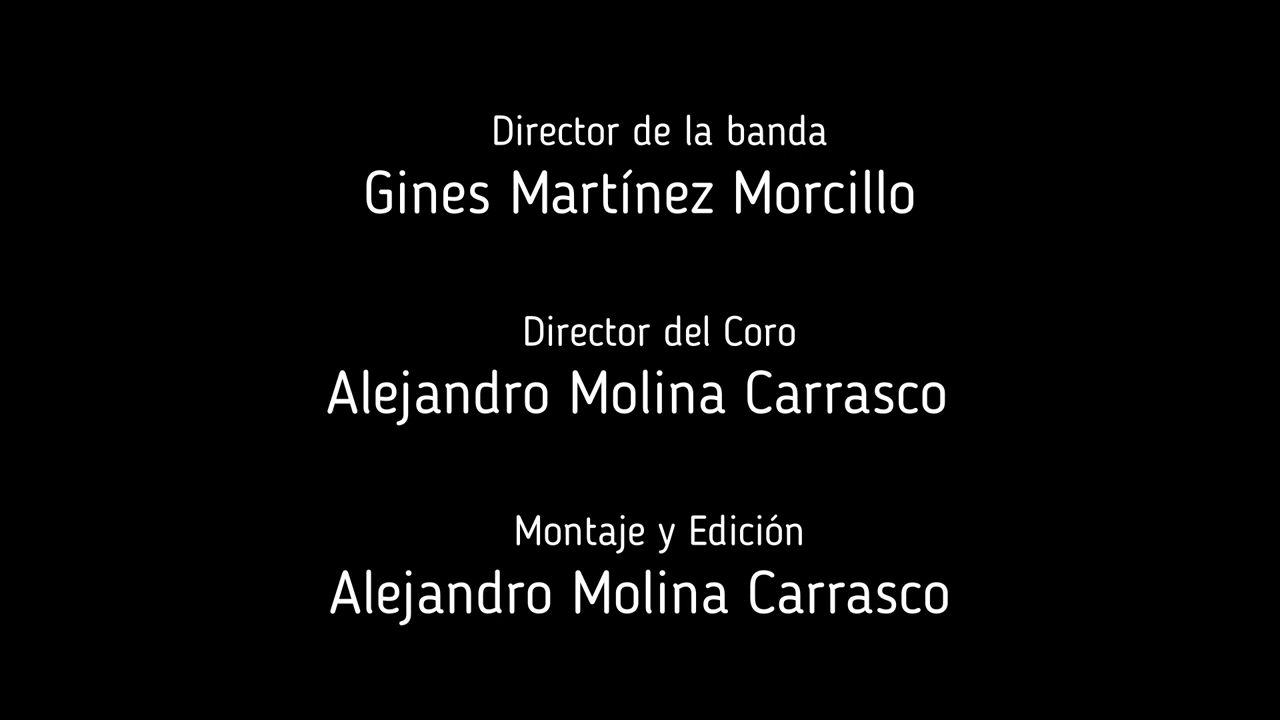 Director de la banda
Gines Martínez Morcillo
Director del Coro
Alejandro Molina Carrasco
Montaje y Edición
Alejandro Molina Carrasco